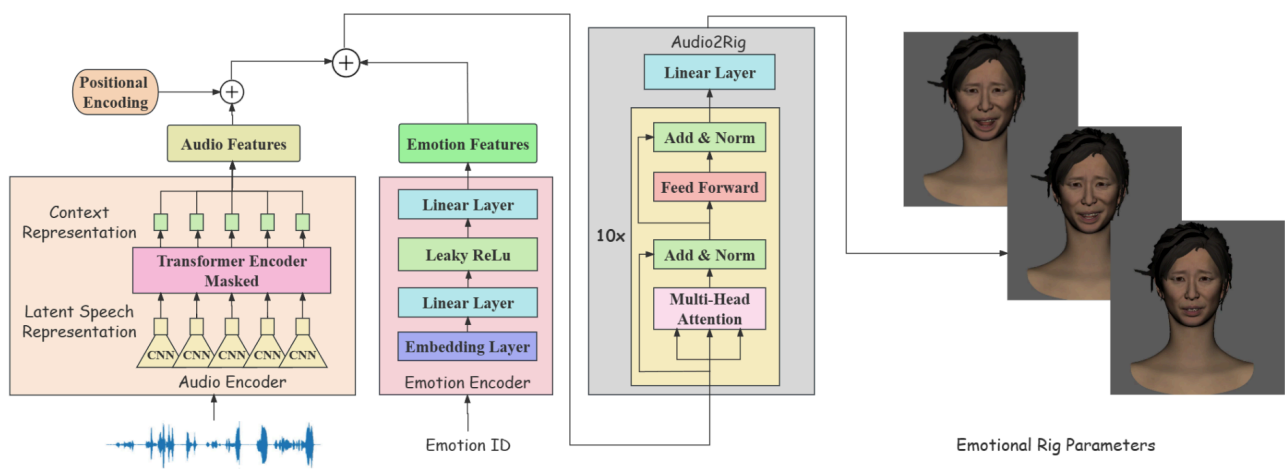 Positional
Encoding
Audio Features
Context
Representation
Transformer Encoder
Masked
Latent Speech
Representation
CNN
CNN
CNN
CNN
CNN
Audio Encoder
Emotion Features
Linear Layer
Leaky ReLu
Linear Layer
Embedding Layer
Emotion Encoder
Emotion ID
Audio2Rig
Linear Layer
Add & Norm
Feed Forward
10x
Add & Norm
Multi-Head
Attention
Emotional Rig Parameters